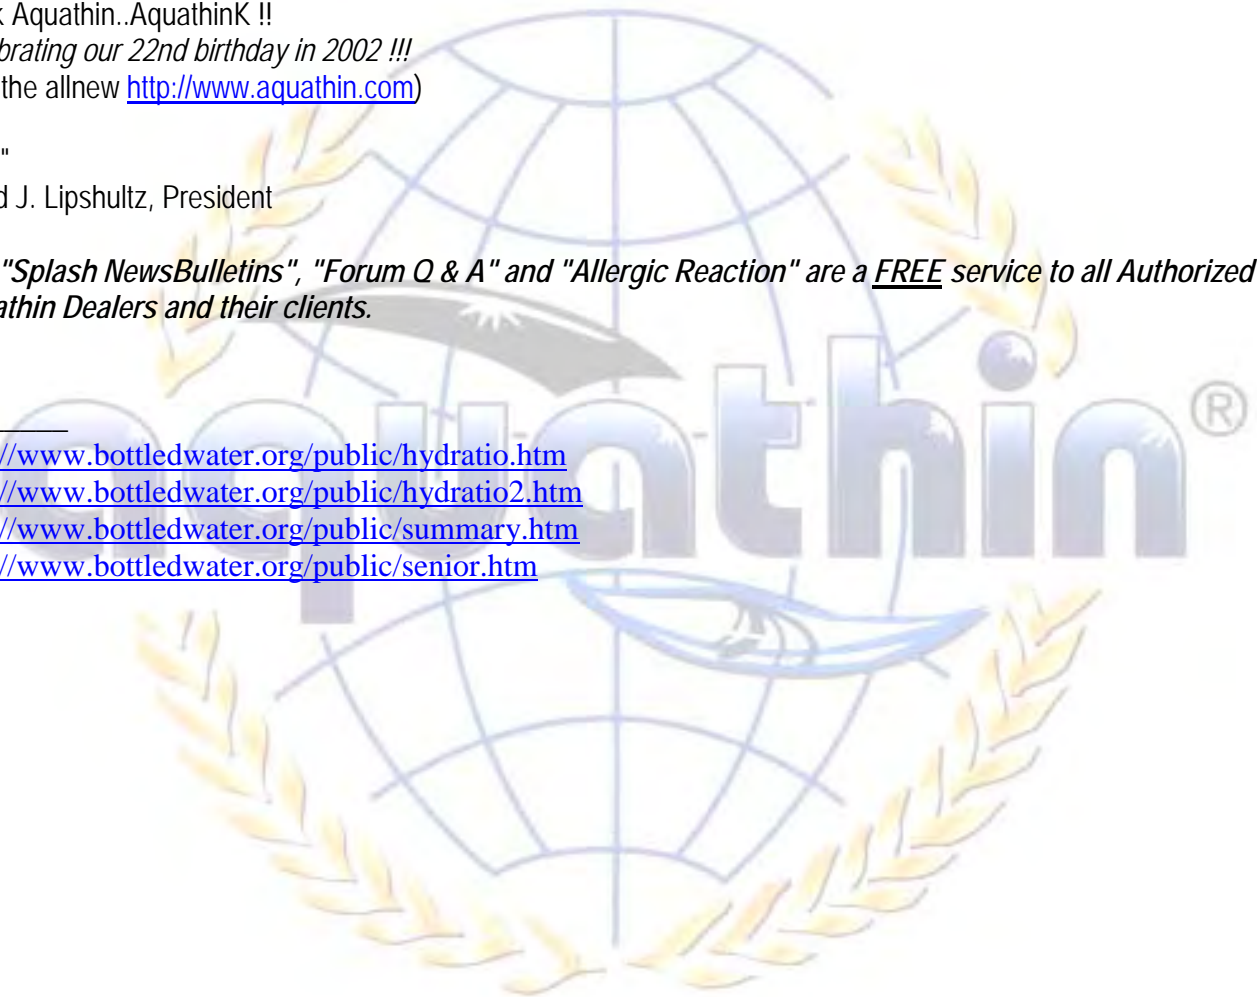 Aquathin..AquathinK !!
brating our 22nd birthday in 2002 !!!
the allnew http://www.aquathin.com)
"
J. Lipshultz, President
"Splash NewsBulletins", "Forum Q & A" and "Allergic Reaction" are a FREE service to all Authorized
athin Dealers and their clients.
aquathin®
//www.bottledwater.org/public/hydratio.htm
//www.bottledwater.org/public/hydratio2.htm
//www.bottledwater.org/public/summary.htm
//www.bottledwater.org/public/senior.htm